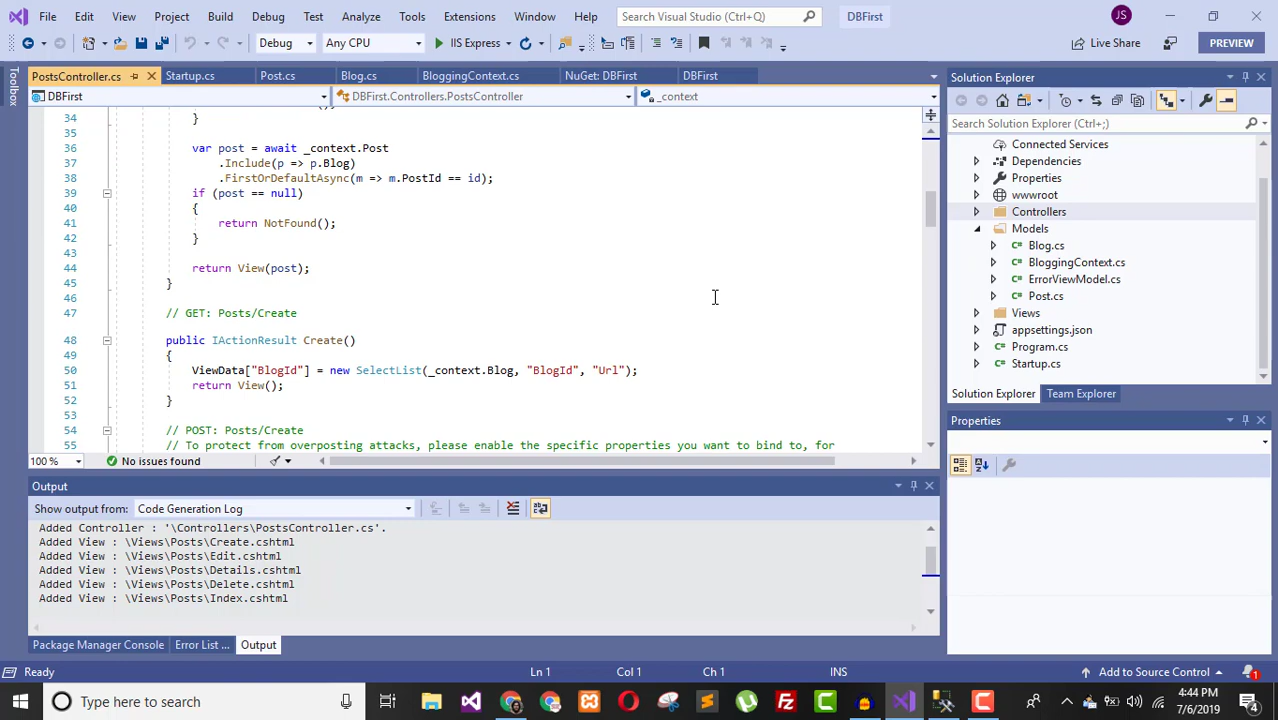 File Edit View Project Build Debug Test Analyze Tools Extensions Window Help Search Visual Studio (Ctrl+Q) DBFirst JS
Debug Any CPU IIS Express Live Share PREVIEW
Toolbox
PostsController.cs Startup.cs Post.cs Blog.cs BloggingContext.cs NuGet: DBFirst DBFirst
DBFirst DBFirst.Controllers.PostsController _context
34 }
35
36 var post = await _context.Post
37 .Include(p => p.Blog)
38 .FirstOrDefaultAsync(m => m.PostId == id);
39 if (post == null)
40 {
41 return NotFound();
42 }
43
44 return View(post);
45 }
46
47 // GET: Posts/Create
48 public IActionResult Create()
49 {
50 ViewData["BlogId"] = new SelectList(_context.Blog, "BlogId", "Url");
51 return View();
52 }
53
54 // POST: Posts/Create
55 // To protect from overposting attacks, please enable the specific properties you want to bind to, for
100 % No issues found
Output
Show output from: Code Generation Log
Added Controller : '\Controllers\PostsController.cs'.
Added View : \Views\Posts\Create.cshtml
Added View : \Views\Posts\Edit.cshtml
Added View : \Views\Posts\Details.cshtml
Added View : \Views\Posts\Delete.cshtml
Added View : \Views\Posts\Index.cshtml
Package Manager Console Error List ... Output
Solution Explorer
Search Solution Explorer (Ctrl+;)
Connected Services
Dependencies
Properties
wwwroot
Controllers
Models
C# Blog.cs
C# BloggingContext.cs
C# ErrorViewModel.cs
C# Post.cs
Views
appsettings.json
C# Program.cs
C# Startup.cs
Solution Explorer Team Explorer
Properties
Ready Ln 1 Col 1 Ch 1 INS Add to Source Control 1
Type here to search
4:44 PM
7/6/2019
4